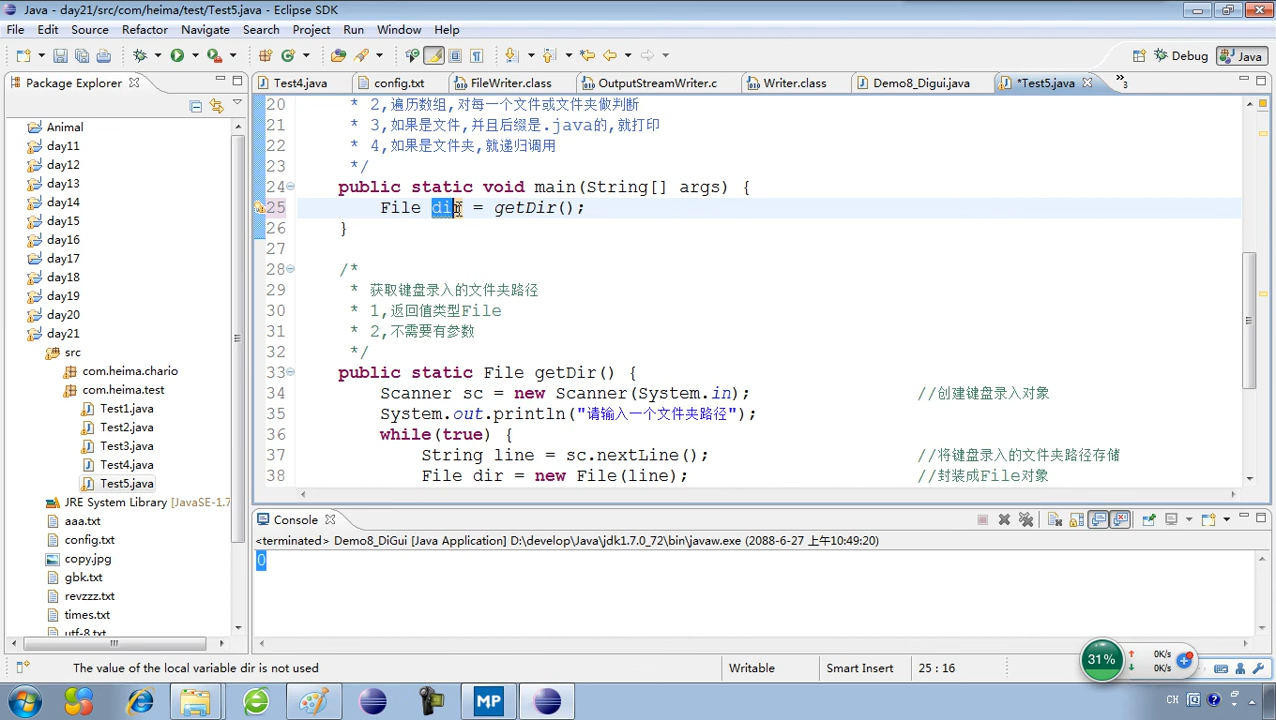 Java - day21/src/com/heima/test/Test5.java - Eclipse SDK
File Edit Source Refactor Navigate Search Project Run Window Help
Debug Java
Package Explorer
Test4.java config.txt FileWriter.class OutputStreamWriter.c Writer.class Demo8_Digui.java *Test5.java »3
Animal
day11
day12
day13
day14
day15
day16
day17
day18
day19
day20
day21
src
com.heima.chario
com.heima.test
Test1.java
Test2.java
Test3.java
Test4.java
Test5.java
JRE System Library [JavaSE-1.7
aaa.txt
config.txt
copy.jpg
gbk.txt
revzzz.txt
times.txt
utf-8.txt
20 * 2,遍历数组,对每一个文件或文件夹做判断
21 * 3,如果是文件,并且后缀是.java的,就打印
22 * 4,如果是文件夹,就递归调用
23 */
24 public static void main(String[] args) {
25 File dir = getDir();
26 }
27
28 /*
29 * 获取键盘录入的文件夹路径
30 * 1,返回值类型File
31 * 2,不需要有参数
32 */
33 public static File getDir() {
34 Scanner sc = new Scanner(System.in); //创建键盘录入对象
35 System.out.println("请输入一个文件夹路径");
36 while(true) {
37 String line = sc.nextLine(); //将键盘录入的文件夹路径存储
38 File dir = new File(line); //封装成File对象
Console
<terminated> Demo8_DiGui [Java Application] D:\develop\Java\jdk1.7.0_72\bin\javaw.exe (2088-6-27 上午10:49:20)
0
31% 0K/s
0K/s
The value of the local variable dir is not used Writable Smart Insert 25 : 16
MP